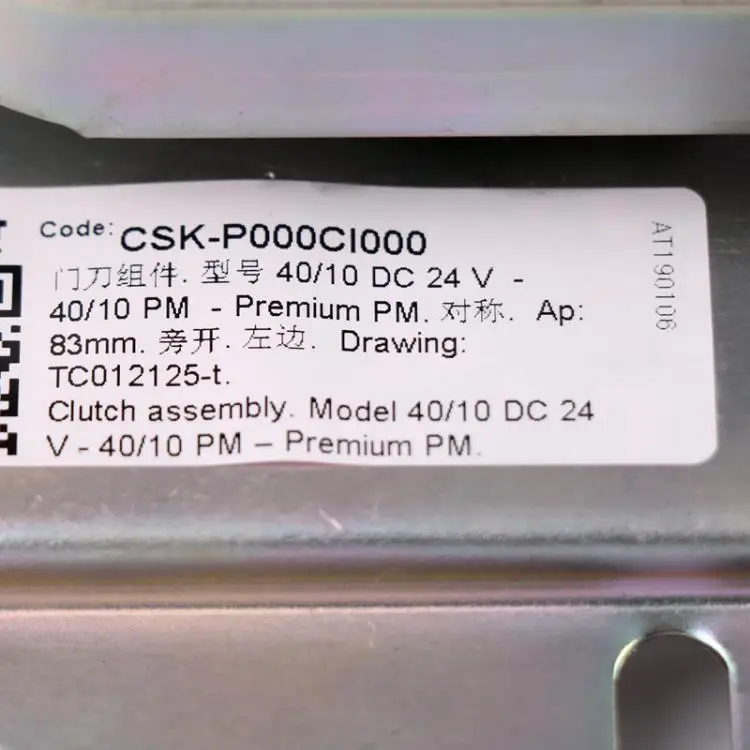 Code: CSK-P000CI000
门刀组件. 型号 40/10 DC 24 V -
40/10 PM - Premium PM. 对称. Ap:
83mm. 旁开. 左边. Drawing:
TC012125-t.
Clutch assembly. Model 40/10 DC 24
V - 40/10 PM – Premium PM.
AT190106